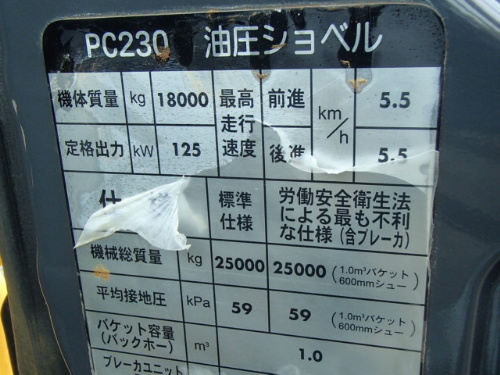 PC230 油圧ショベル
機体質量 kg 18000 最高走行速度 前進 km/h 5.5
定格出力 kW 125 後進 5.5
仕 標準仕様 労働安全衛生法による最も不利な仕様(含ブレーカ)
機械総質量 kg 25000 25000 (1.0m³バケット 600mmシュー)
平均接地圧 kPa 59 59 (1.0m³バケット 600mmシュー)
バケット容量(バックホー) m³ 1.0
ブレーカユニット